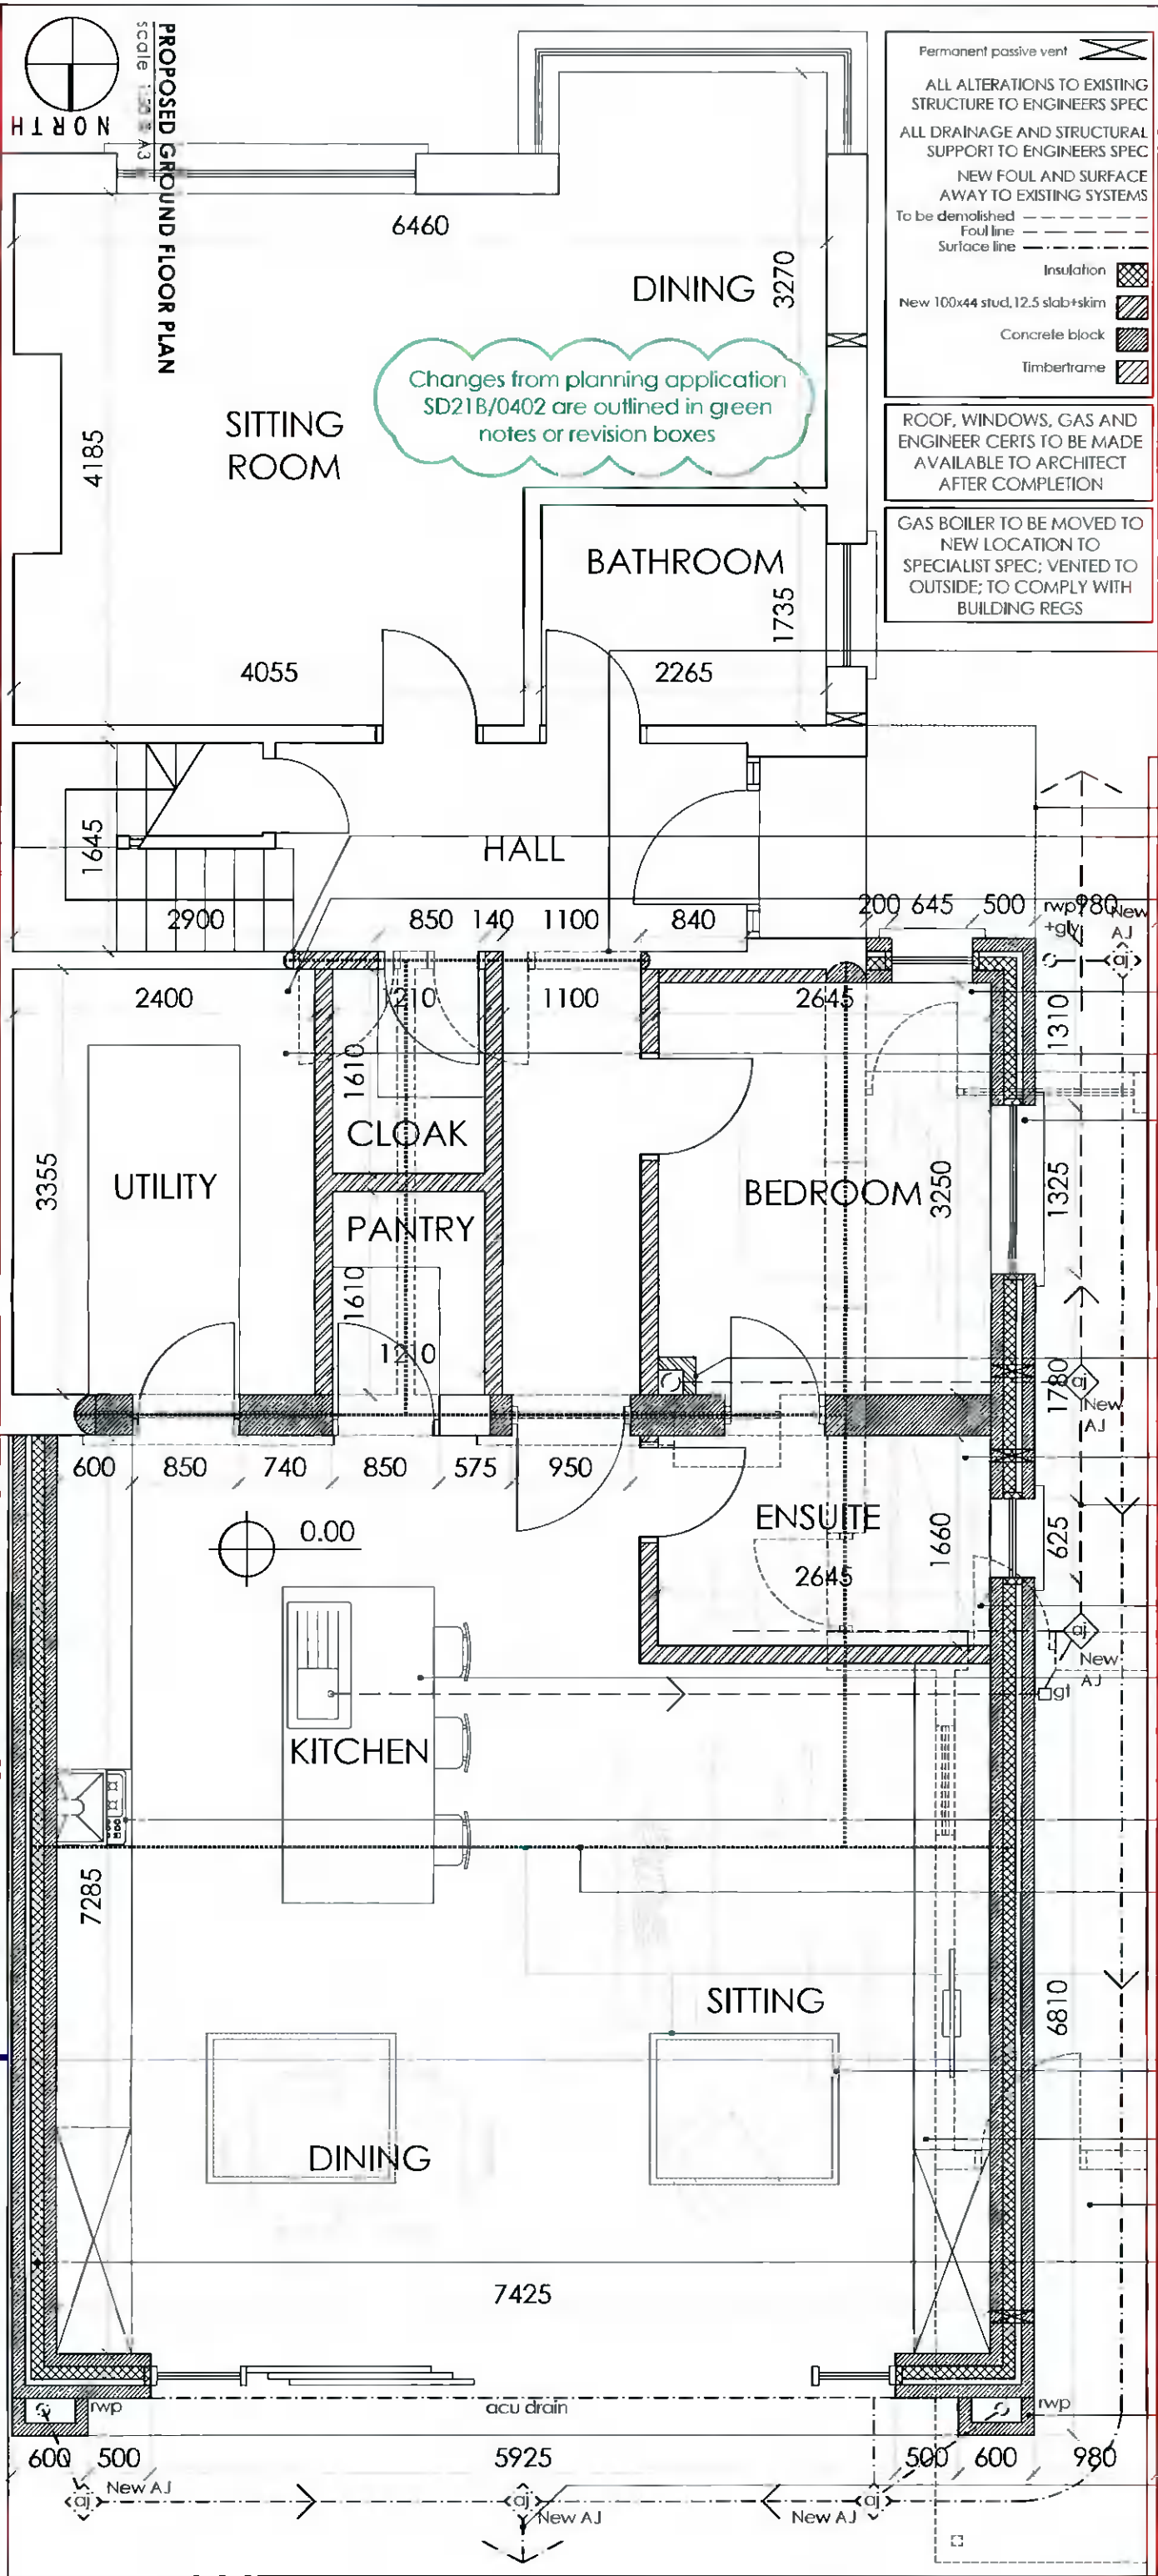 NORTH
PROPOSED GROUND FLOOR PLAN
scale 1:50 @ A3
Permanent passive vent
ALL ALTERATIONS TO EXISTING
STRUCTURE TO ENGINEERS SPEC
ALL DRAINAGE AND STRUCTURAL
SUPPORT TO ENGINEERS SPEC
NEW FOUL AND SURFACE
AWAY TO EXISTING SYSTEMS
To be demolished
Foul line
Surface line
Insulation
New 100x44 stud, 12.5 slab+skim
Concrete block
Timberframe
ROOF, WINDOWS, GAS AND
ENGINEER CERTS TO BE MADE
AVAILABLE TO ARCHITECT
AFTER COMPLETION
GAS BOILER TO BE MOVED TO
NEW LOCATION TO
SPECIALIST SPEC; VENTED TO
OUTSIDE; TO COMPLY WITH
BUILDING REGS
6460
DINING
3270
Changes from planning application
SD21B/0402 are outlined in green
notes or revision boxes
SITTING
ROOM
4185
BATHROOM
1735
4055
2265
1645
HALL
2900
850 140 1100 840
200 645 500
rwp
+gly
980
New
AJ
aj
2400
1210
1100
2645
1310
1610
CLOAK
UTILITY
3355
PANTRY
BEDROOM
3250
1325
1610
1210
1780
aj
New
AJ
600 850 740 850 575 950
0.00
ENSUITE
1660
625
2645
aj
New
AJ
gt
KITCHEN
7285
SITTING
6810
DINING
7425
rwp
acu drain
rwp
600 500 5925 500 600 980
aj
New AJ
aj
New AJ
New AJ
aj